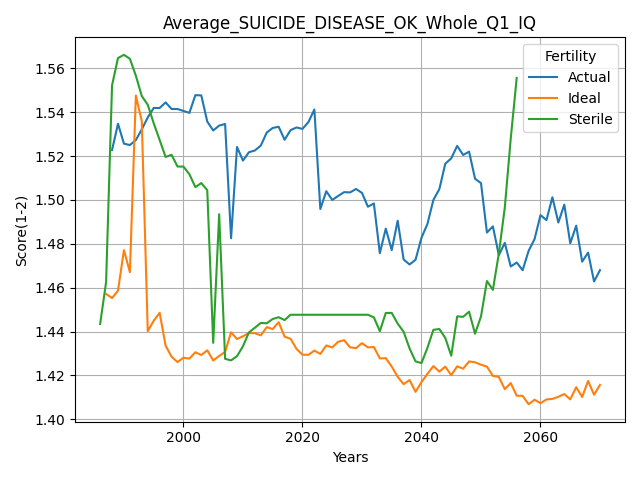 Average_SUICIDE_DISEASE_OK_Whole_Q1_IQ
Fertility
Actual
Ideal
Sterile
Score(1-2)
1.56
1.54
1.52
1.50
1.48
1.46
1.44
1.42
1.40
2000
2020
2040
2060
Years